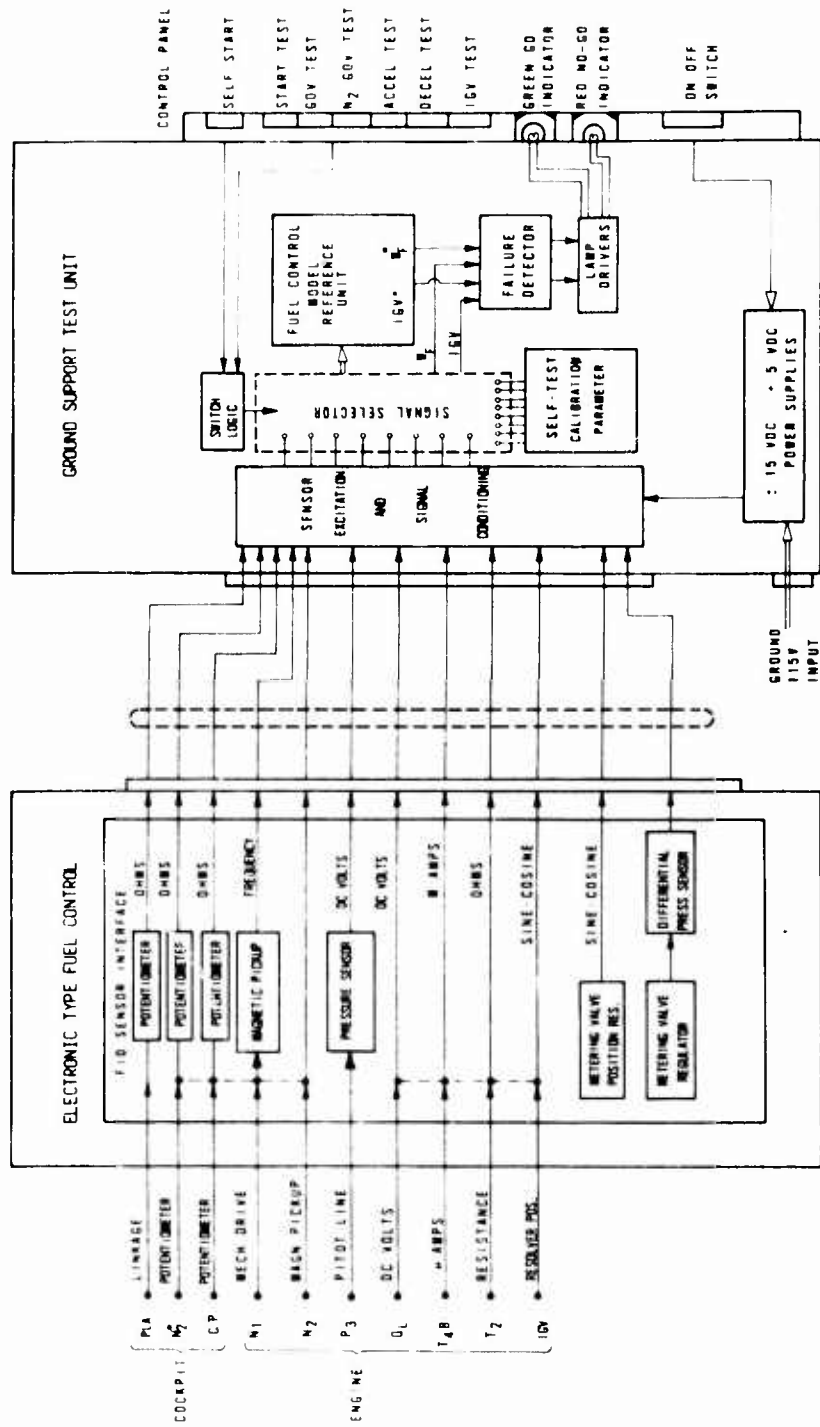 ELECTRONIC TYPE FUEL CONTROL
FID SENSOR INTERFACE
COCKPIT
PLA
LINKAGE
POTENTIOMETER
OHMS
N2*
POTENTIOMETER
POTENTIOMETER
OHMS
CP
POTENTIOMETER
POTENTIOMETER
OHMS
ENGINE
N1
MECH DRIVE
MAGNETIC PICKUP
FREQUENCY
N2
MAGN PICKUP
P3
PITOT LINE
PRESSURE SENSOR
DC VOLTS
QL
DC VOLTS
DC VOLTS
T4B
μ AMPS
M AMPS
T2
RESISTANCE
OHMS
IGV
RESOLVER POS.
SINE-COSINE
METERING VALVE
POSITION RES.
SINE COSINE
METERING VALVE
REGULATOR
DIFFERENTIAL
PRESS SENSOR
GROUND SUPPORT TEST UNIT
SENSOR
EXCITATION
AND
SIGNAL
CONDITIONING
SWITCH
LOGIC
SIGNAL SELECTOR
FUEL CONTROL
MODEL
REFERENCE
UNIT
IGV*
WF*
WF
IGV
FAILURE
DETECTOR
LAMP
DRIVERS
SELF-TEST
CALIBRATION
PARAMETER
± 15 VDC + 5 VDC
POWER SUPPLIES
GROUND
115V
INPUT
CONTROL PANEL
SELF START
START TEST
GOV TEST
N2 GOV TEST
ACCEL TEST
DECEL TEST
IGV TEST
GREEN GO
INDICATOR
RED NO-GO
INDICATOR
ON OFF
SWITCH